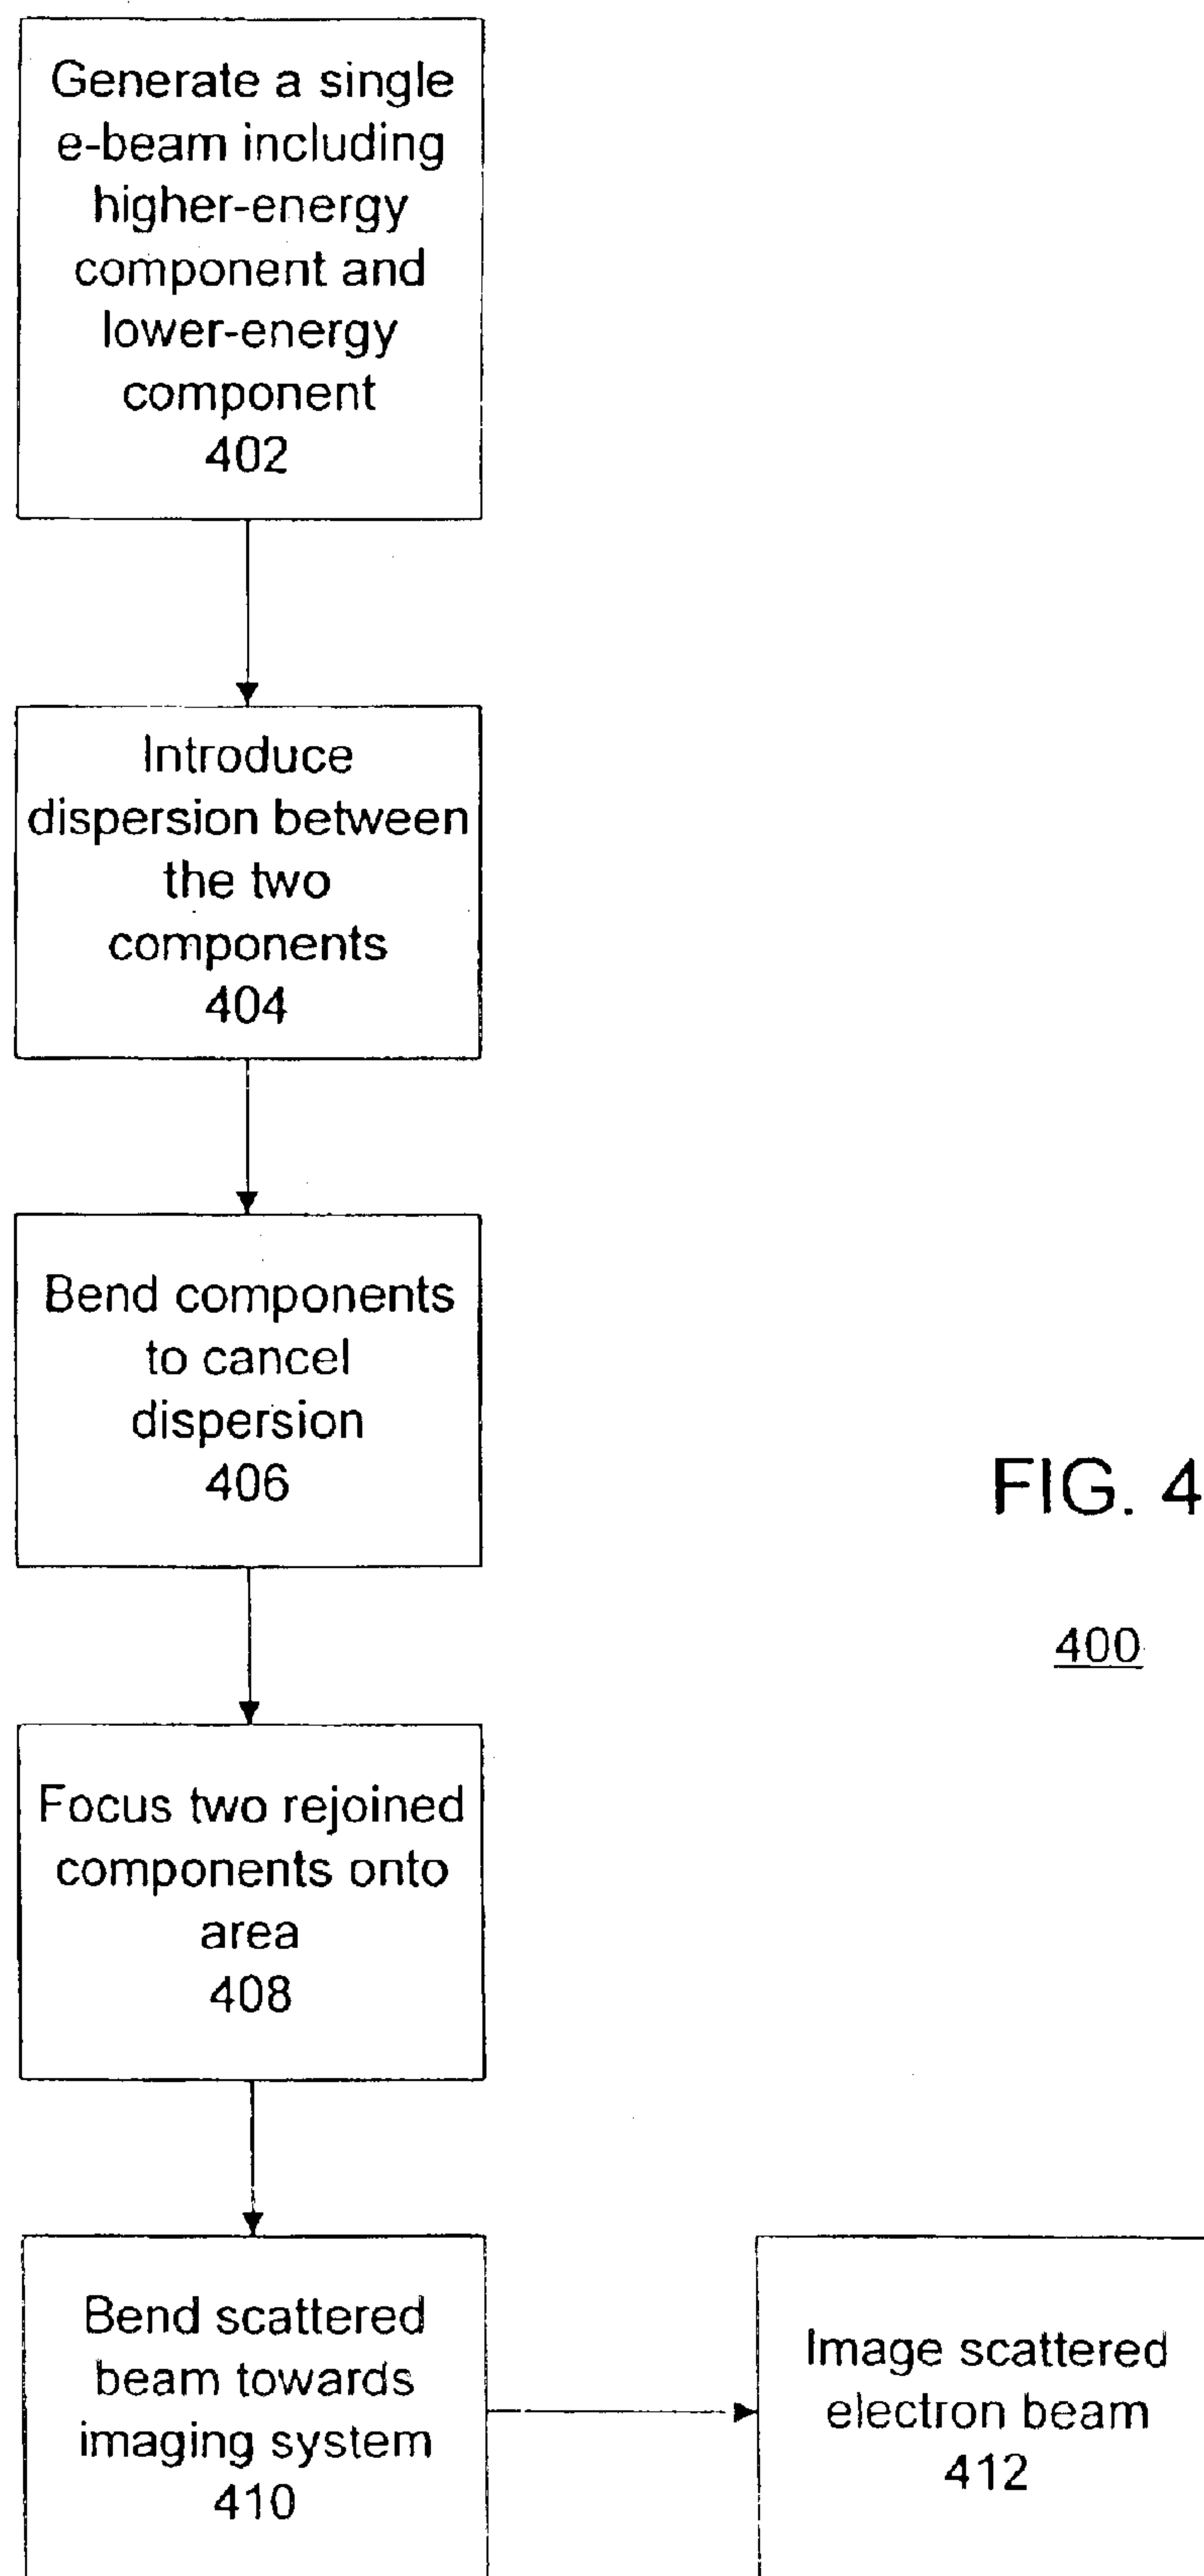 Generate a single
e-beam including
higher-energy
component and
lower-energy
component
402
Introduce
dispersion between
the two
components
404
Bend components
to cancel
dispersion
406
FIG. 4
400
Focus two rejoined
components onto
area
408
Bend scattered
beam towards
imaging system
410
Image scattered
electron beam
412